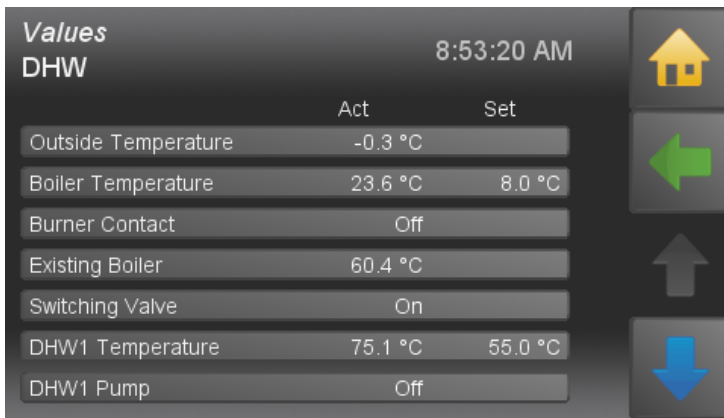 Values
DHW
8:53:20 AM
Act Set
Outside Temperature -0.3 °C
Boiler Temperature 23.6 °C 8.0 °C
Burner Contact Off
Existing Boiler 60.4 °C
Switching Valve On
DHW1 Temperature 75.1 °C 55.0 °C
DHW1 Pump Off